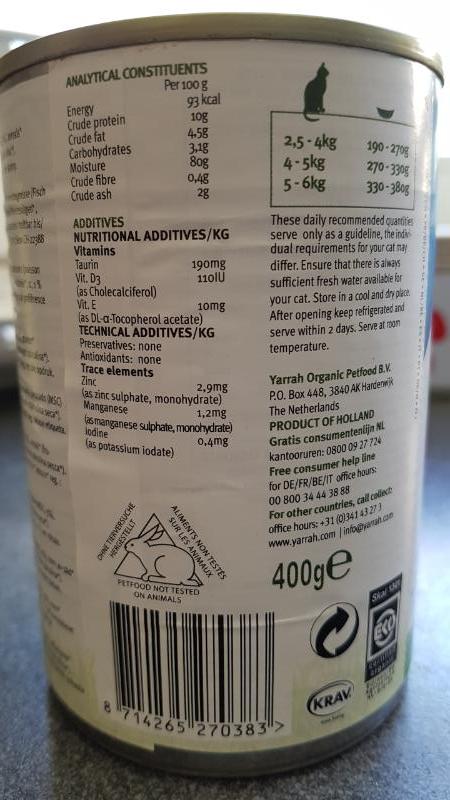 ANALYTICAL CONSTITUENTS
Per 100 g
Energy 93 kcal
Crude protein 10g
Crude fat 4,5g
Carbohydrates 3,1g
Moisture 80g
Crude fibre 0,4g
Crude ash 2g
ADDITIVES
NUTRITIONAL ADDITIVES/KG
Vitamins
Taurin 190mg
Vit. D3 110IU
(as Cholecalciferol)
Vit. E 10mg
(as DL-α-Tocopherol acetate)
TECHNICAL ADDITIVES/KG
Preservatives: none
Antioxidants: none
Trace elements
Zinc 2,9mg
(as zinc sulphate, monohydrate)
Manganese 1,2mg
(as manganese sulphate, monohydrate)
Iodine 0,4mg
(as potassium iodate)
OHNE TIERVERSUCHE
HERGESTELLT
ALIMENTS NON TESTES
SUR LES ANIMAUX
PETFOOD NOT TESTED
ON ANIMALS
8 714265 270383 >
2,5 - 4kg 190 - 270g
4 - 5kg 270 - 330g
5 - 6kg 330 - 380g
These daily recommended quantities
serve only as a guideline, the indivi-
dual requirements for your cat may
differ. Ensure that there is always
sufficient fresh water available for
your cat. Store in a cool and dry place.
After opening keep refrigerated and
serve within 2 days. Serve at room
temperature.
Yarrah Organic Petfood B.V.
P.O. Box 448, 3840 AK Harderwijk
The Netherlands
PRODUCT OF HOLLAND
Gratis consumentenlijn NL
kantooruren: 0800 09 27 724
Free consumer help line
for DE/FR/BE/IT office hours:
00 800 34 44 38 88
For other countries, call collect:
office hours: +31 (0)341 43 27 3
www.yarrah.com | info@yarrah.com
400g e
Skal 1341
EKO
KRAV